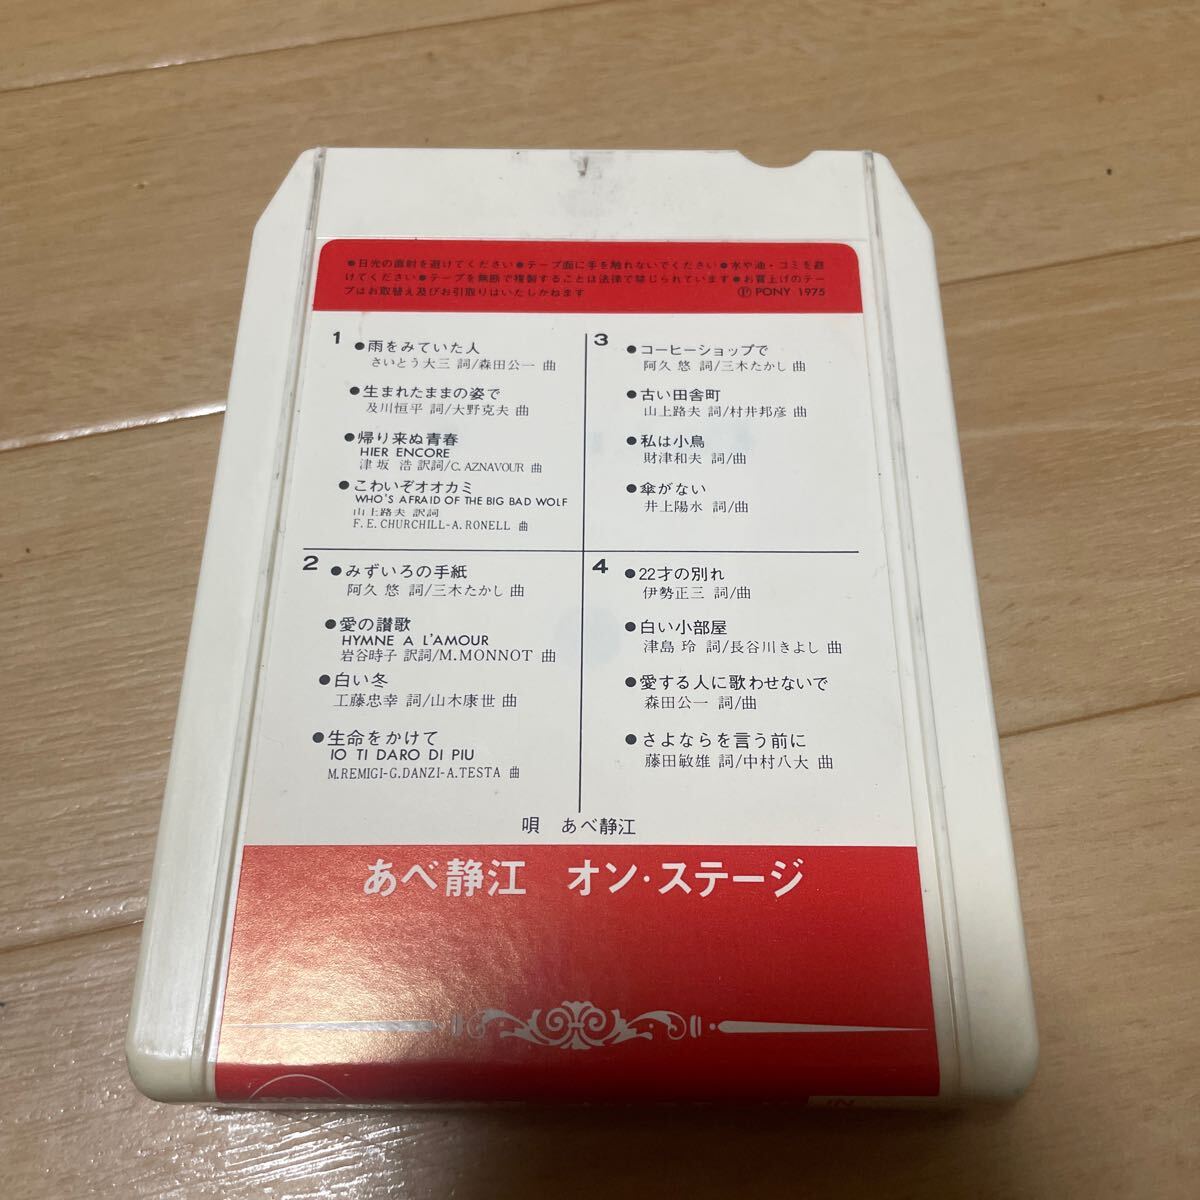 ●日光の直射を避けてください●テープ面に手を触れないでください●水や油・ゴミを避
けてください●テープを無断で複製することは法律で禁じられています●お買上げのテー
プはお取替え及びお引取りはいたしかねます Ⓟ PONY 1975
1
●雨をみていた人
さいとう大三 詞/森田公一 曲
●生まれたままの姿で
及川恒平 詞/大野克夫 曲
●帰り来ぬ青春
HIER ENCORE
津坂 浩 訳詞/C. AZNAVOUR 曲
●こわいぞオオカミ
WHO'S AFRAID OF THE BIG BAD WOLF
山上路夫 訳詞
F. E. CHURCHILL-A. RONELL 曲
2
●みずいろの手紙
阿久 悠 詞/三木たかし 曲
●愛の讃歌
HYMNE A L'AMOUR
岩谷時子 訳詞/M. MONNOT 曲
●白い冬
工藤忠幸 詞/山木康世 曲
●生命をかけて
IO TI DARO DI PIU
M.REMIGI-G.DANZI-A.TESTA 曲
3
●コーヒーショップで
阿久 悠 詞/三木たかし 曲
●古い田舎町
山上路夫 詞/村井邦彦 曲
●私は小鳥
財津和夫 詞/曲
●傘がない
井上陽水 詞/曲
4
●22才の別れ
伊勢正三 詞/曲
●白い小部屋
津島 玲 詞/長谷川きよし 曲
●愛する人に歌わせないで
森田公一 詞/曲
●さよならを言う前に
藤田敏雄 詞/中村八大 曲
唄 あべ静江
あべ静江 オン・ステージ